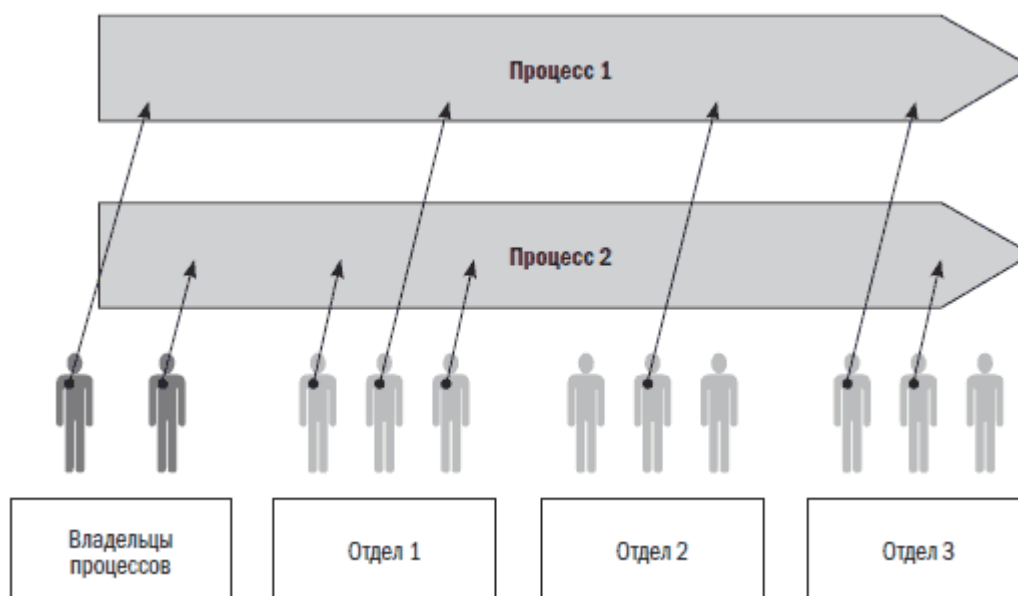 Процесс 1
Процесс 2
Владельцы
процессов
Отдел 1
Отдел 2
Отдел 3